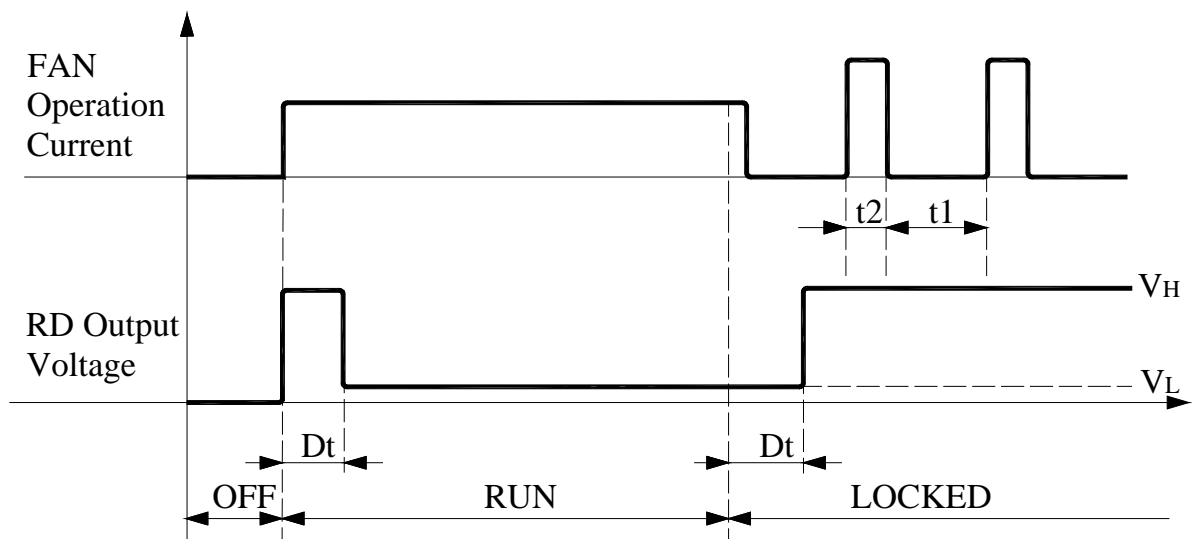 FAN
Operation
Current
t2
t1
VH
RD Output
Voltage
VL
Dt
Dt
OFF
RUN
LOCKED